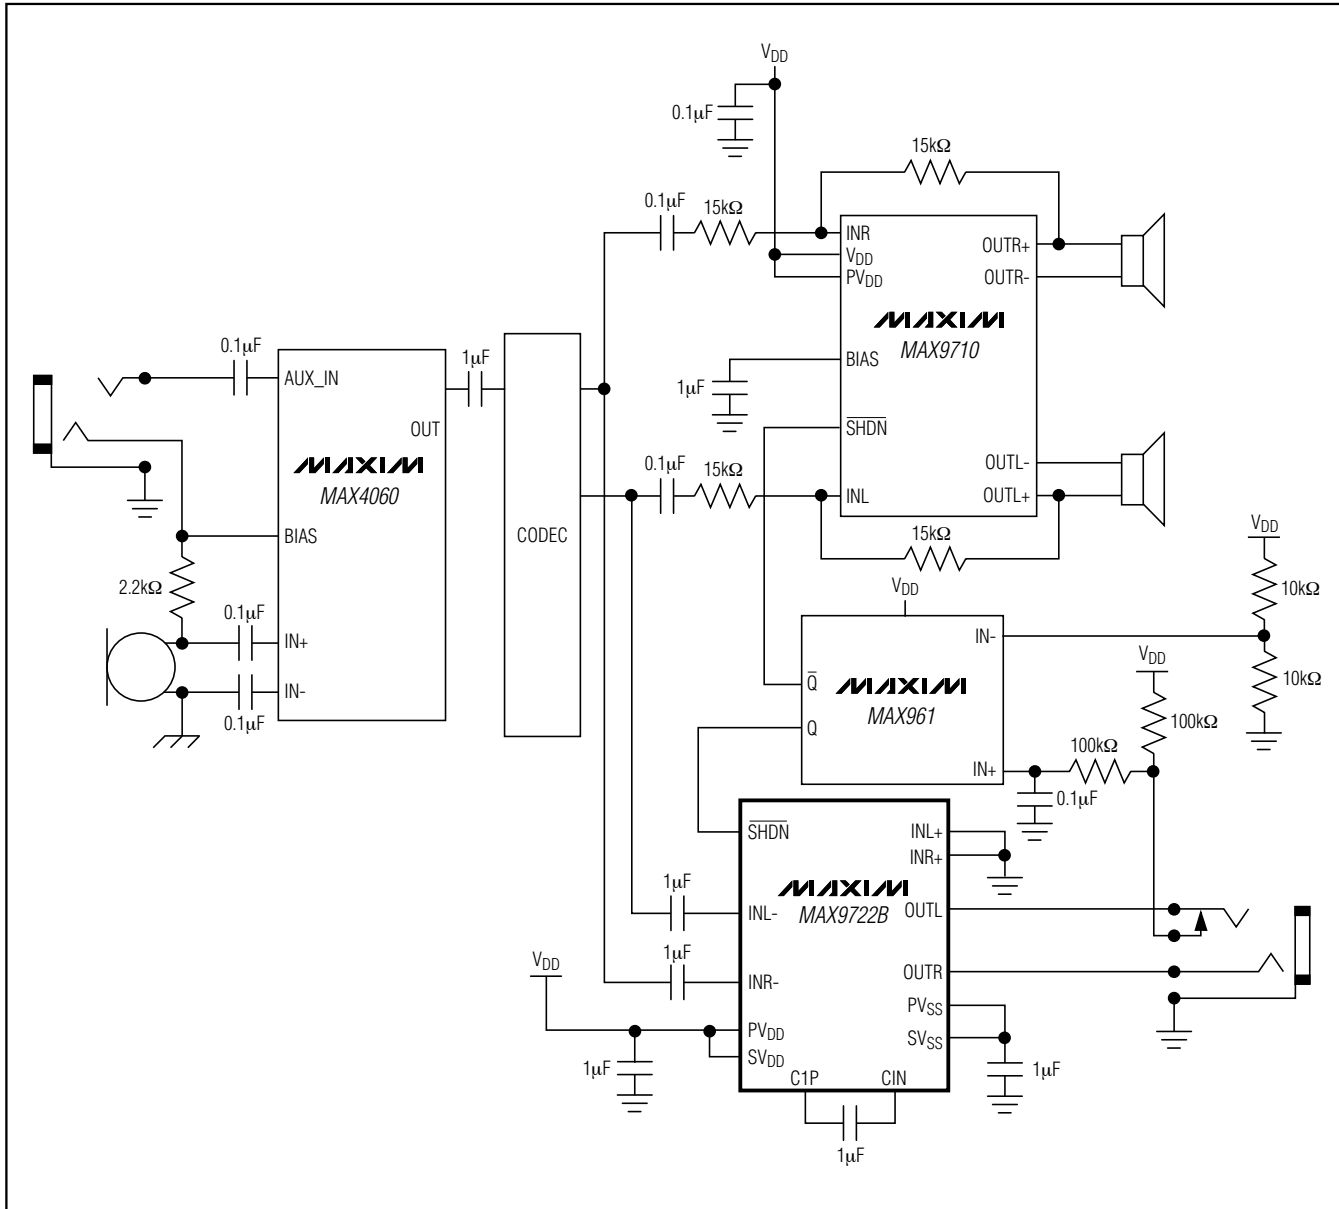 VDD
0.1µF
15kΩ
0.1µF
15kΩ
INR
VDD
PVDD
OUTR+
OUTR-
MAXIM
MAX9710
BIAS
1µF
SHDN
OUTL-
OUTL+
0.1µF
15kΩ
INL
15kΩ
0.1µF
AUX_IN
OUT
1µF
MAXIM
MAX4060
BIAS
2.2kΩ
0.1µF
IN+
IN-
0.1µF
CODEC
VDD
10kΩ
10kΩ
VDD
IN-
Q
MAXIM
MAX961
Q
IN+
VDD
100kΩ
100kΩ
0.1µF
SHDN
INL+
INR+
MAXIM
MAX9722B
1µF
INL-
OUTL
1µF
INR-
OUTR
VDD
PVDD
SVDD
1µF
PVSS
SVSS
1µF
C1P
CIN
1µF